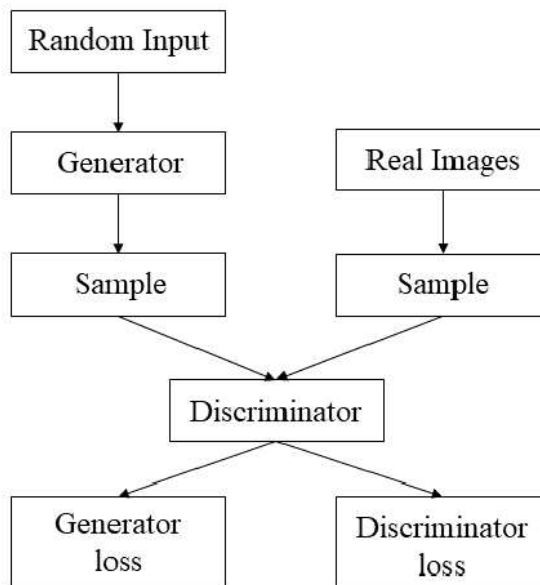 Random Input
Generator
Real Images
Sample
Sample
Discriminator
Generator
loss
Discriminator
loss